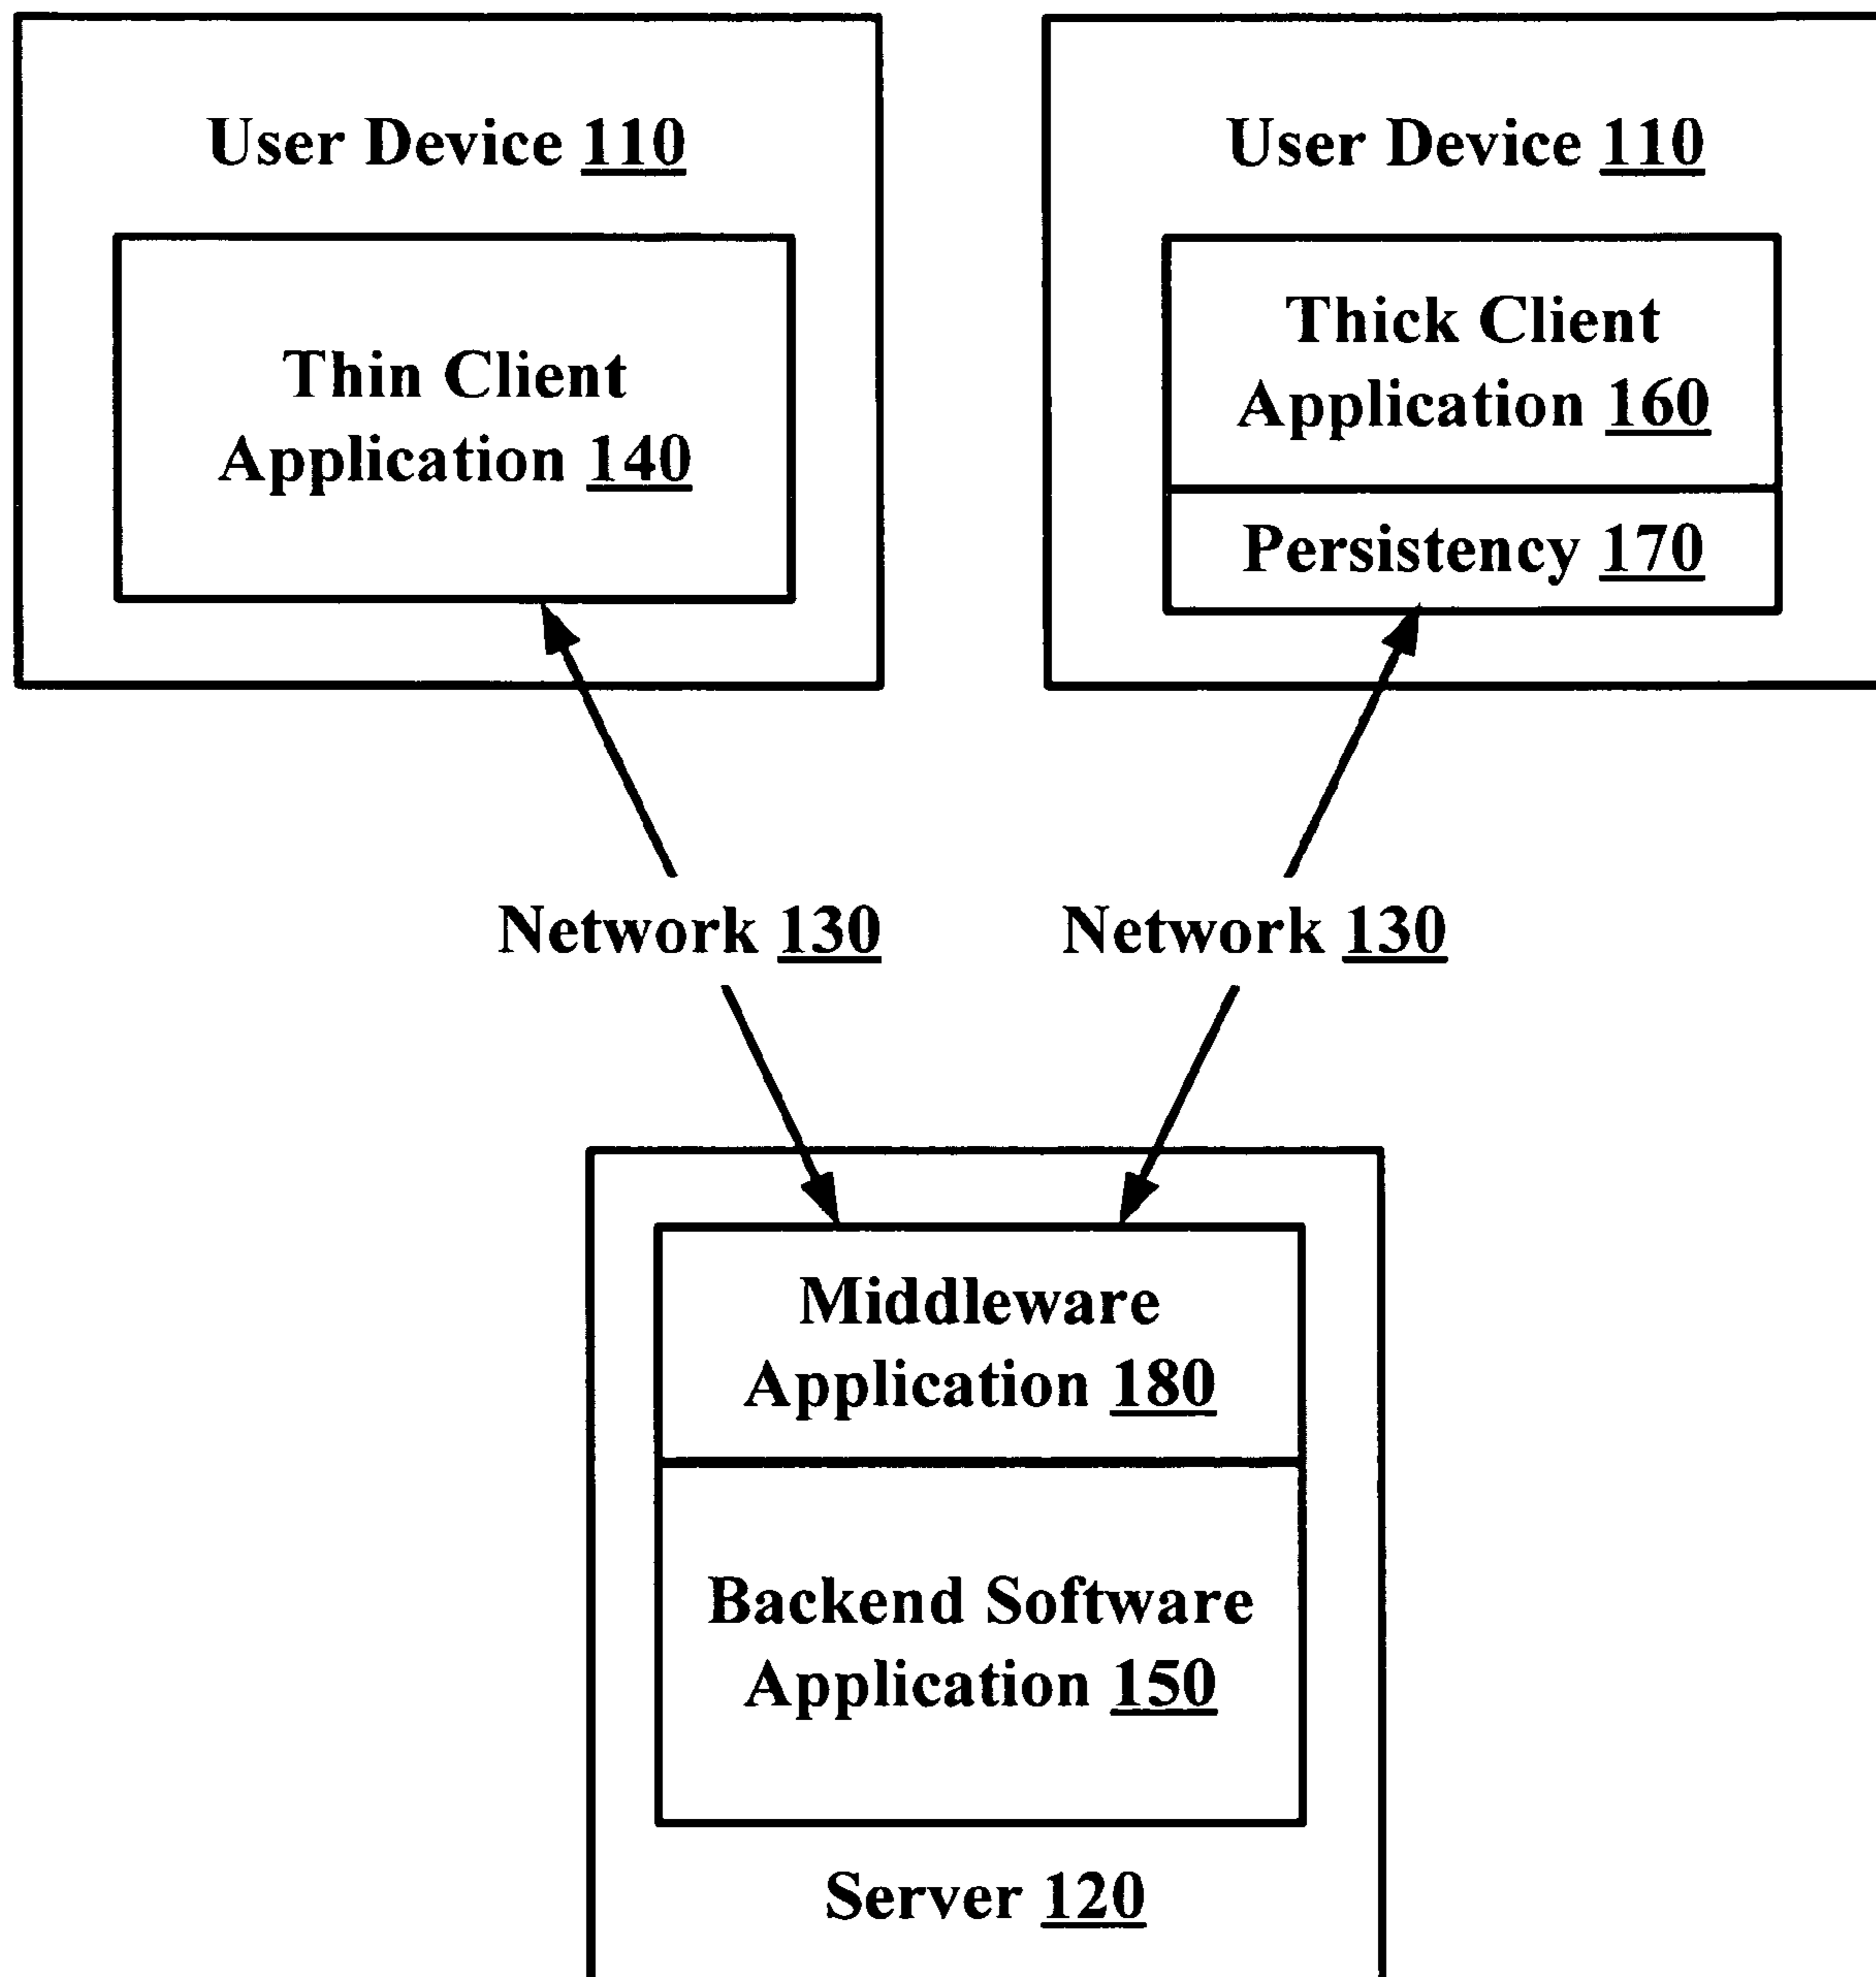 User Device 110
Thin Client
Application 140
User Device 110
Thick Client
Application 160
Persistency 170
Network 130
Network 130
Middleware
Application 180
Backend Software
Application 150
Server 120